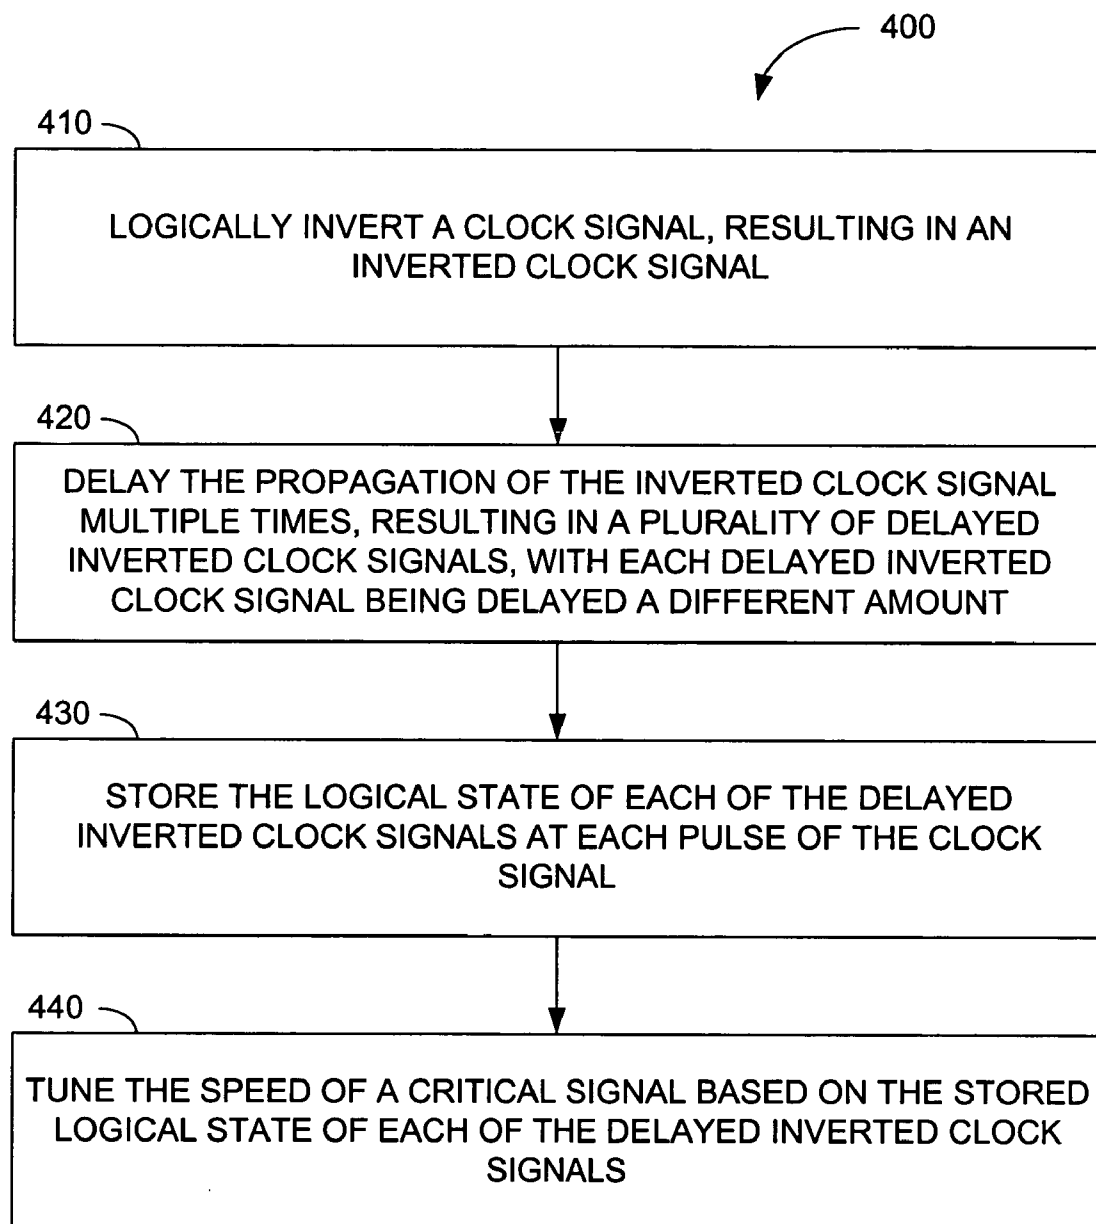 400
410
LOGICALLY INVERT A CLOCK SIGNAL, RESULTING IN AN
INVERTED CLOCK SIGNAL
420
DELAY THE PROPAGATION OF THE INVERTED CLOCK SIGNAL
MULTIPLE TIMES, RESULTING IN A PLURALITY OF DELAYED
INVERTED CLOCK SIGNALS, WITH EACH DELAYED INVERTED
CLOCK SIGNAL BEING DELAYED A DIFFERENT AMOUNT
430
STORE THE LOGICAL STATE OF EACH OF THE DELAYED
INVERTED CLOCK SIGNALS AT EACH PULSE OF THE CLOCK
SIGNAL
440
TUNE THE SPEED OF A CRITICAL SIGNAL BASED ON THE STORED
LOGICAL STATE OF EACH OF THE DELAYED INVERTED CLOCK
SIGNALS